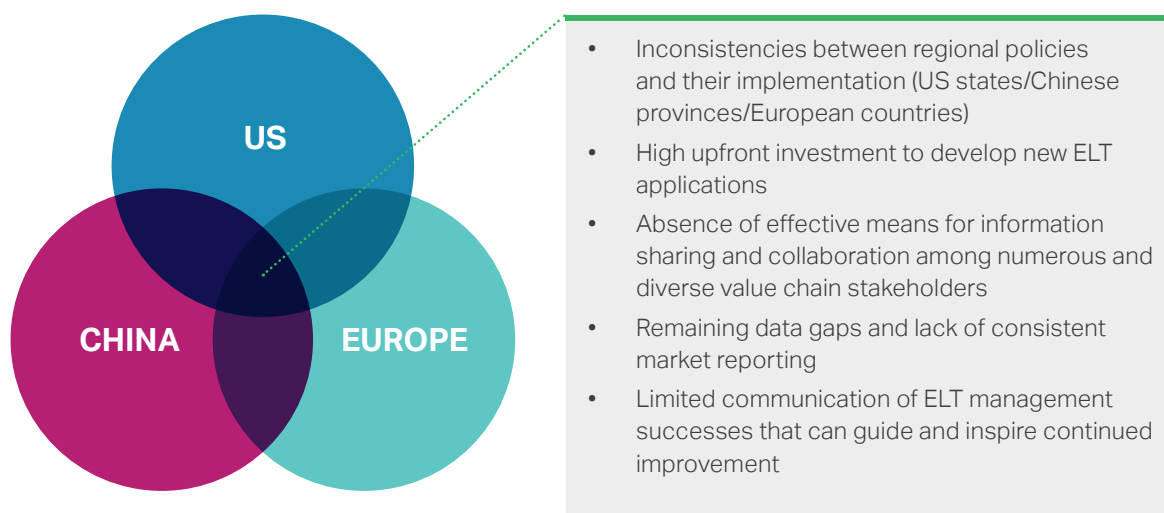 US
CHINA
EUROPE
• Inconsistencies between regional policies
and their implementation (US states/Chinese
provinces/European countries)
• High upfront investment to develop new ELT
applications
• Absence of effective means for information
sharing and collaboration among numerous and
diverse value chain stakeholders
• Remaining data gaps and lack of consistent
market reporting
• Limited communication of ELT management
successes that can guide and inspire continued
improvement